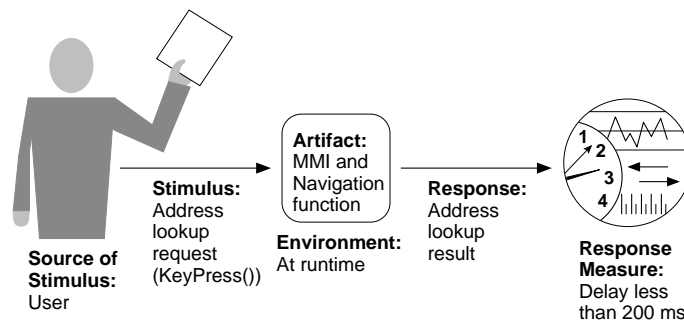 Source of
Stimulus:
User
Stimulus:
Address
lookup
request
(KeyPress())
Artifact:
MMI and
Navigation
function
Environment:
At runtime
Response:
Address
lookup
result
1
2
3
4
Response
Measure:
Delay less
than 200 ms